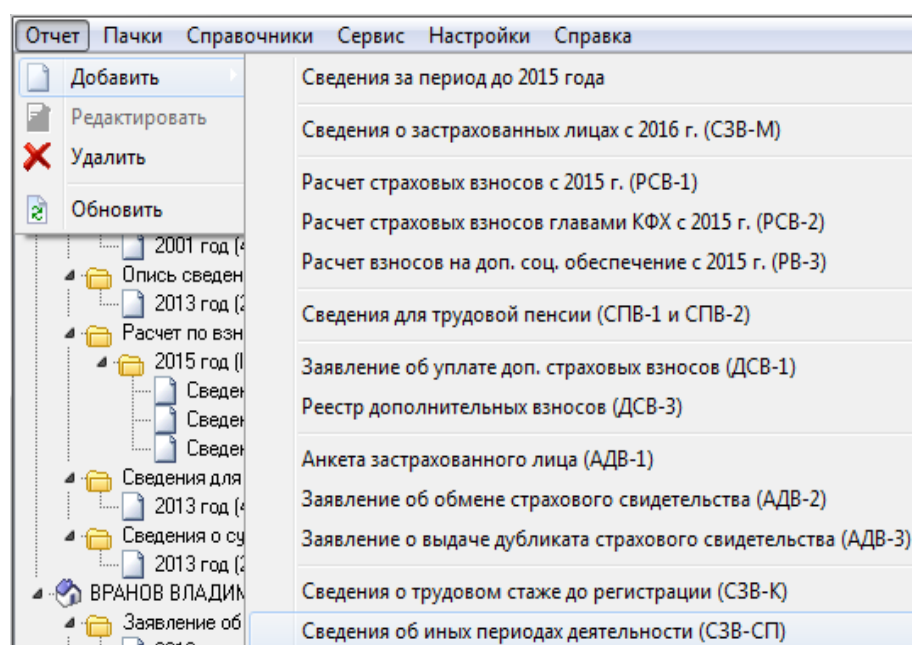 Отчет Пачки Справочники Сервис Настройки Справка
Добавить
Редактировать
Удалить
Обновить
Сведения за период до 2015 года
Сведения о застрахованных лицах с 2016 г. (СЗВ-М)
Расчет страховых взносов с 2015 г. (РСВ-1)
Расчет страховых взносов главами КФХ с 2015 г. (РСВ-2)
Расчет взносов на доп. соц. обеспечение с 2015 г. (РВ-3)
Сведения для трудовой пенсии (СПВ-1 и СПВ-2)
Заявление об уплате доп. страховых взносов (ДСВ-1)
Реестр дополнительных взносов (ДСВ-3)
Анкета застрахованного лица (АДВ-1)
Заявление об обмене страхового свидетельства (АДВ-2)
Заявление о выдаче дубликата страхового свидетельства (АДВ-3)
Сведения о трудовом стаже до регистрации (СЗВ-К)
Сведения об иных периодах деятельности (СЗВ-СП)
2001 год (4
Опись сведен
2013 год (2
Расчет по взн
2015 год (I
Сведен
Сведен
Сведен
Сведения для
2013 год (4
Сведения о су
2013 год (2
ВРАНОВ ВЛАДИМ
Заявление об